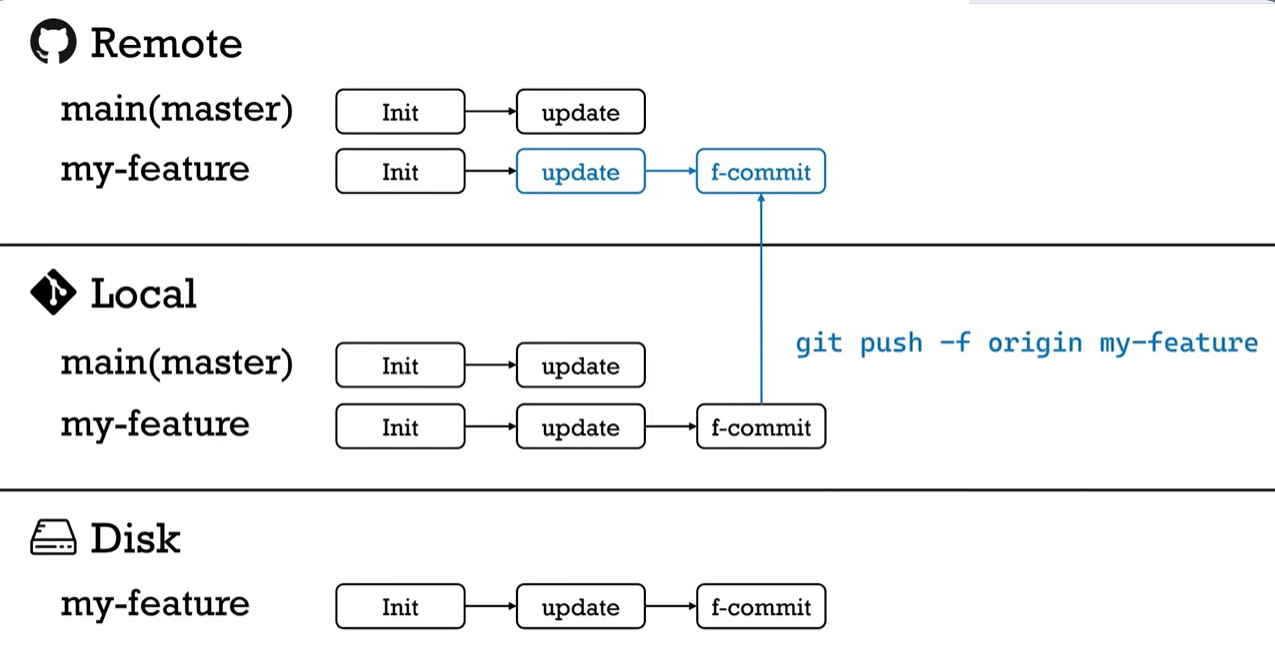 Remote
main(master) Init update
my-feature Init update f-commit
Local
git push -f origin my-feature
main(master) Init update
my-feature Init update f-commit
Disk
my-feature Init update f-commit